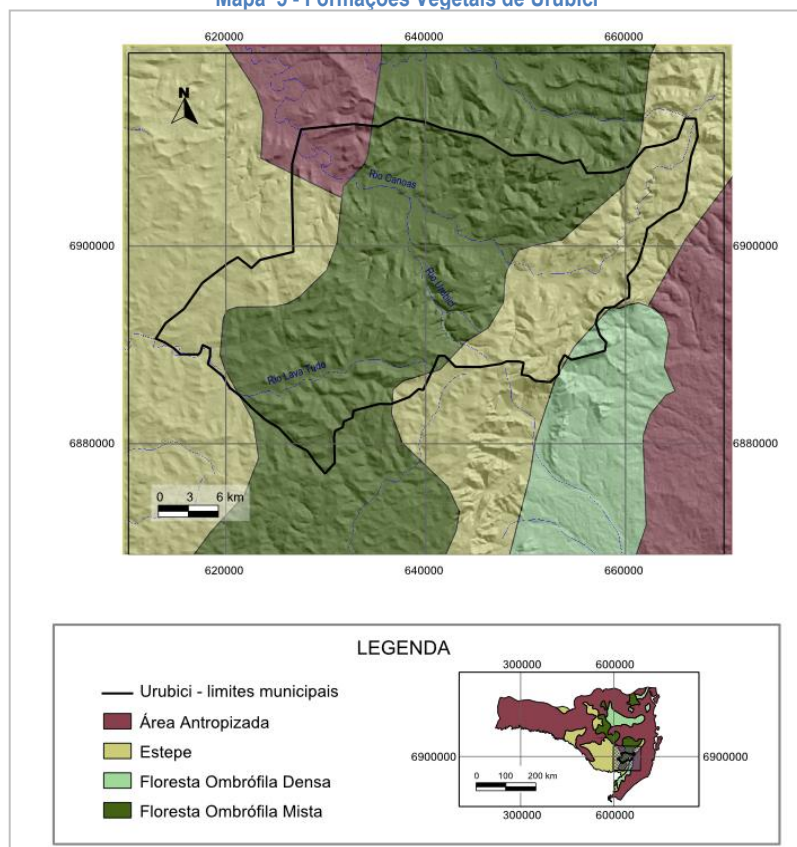 Mapa 5 - Formações Vegetais de Urubici
620000 640000 660000
N
Rio Canoas
6900000 6900000
Rio Urubici
Rio Lava Tudo
6880000 6880000
0 3 6 km
620000 640000 660000
LEGENDA
Urubici - limites municipais
Área Antropizada
Estepe
Floresta Ombrófila Densa
Floresta Ombrófila Mista
300000 600000
6900000 6900000
0 100 200 km
300000 600000